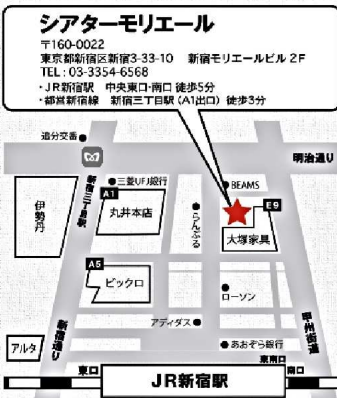 シアターモリエール
〒160-0022
東京都新宿区新宿3-33-10 新宿モリエールビル 2F
TEL : 03-3354-6568
・JR新宿駅 中央東口・南口 徒歩5分
・都営新宿線 新宿三丁目駅 (A1出口) 徒歩3分
追分交番
明治通り
新宿三丁目駅
三菱UFJ銀行
BEAMS
伊勢丹
A1
丸井本店
らんぶる
E9
大塚家具
A5
ビックロ
ローソン
アディダス
新宿通り
甲州街道
アルタ
あおぞら銀行
東口
東南口
南口
JR新宿駅